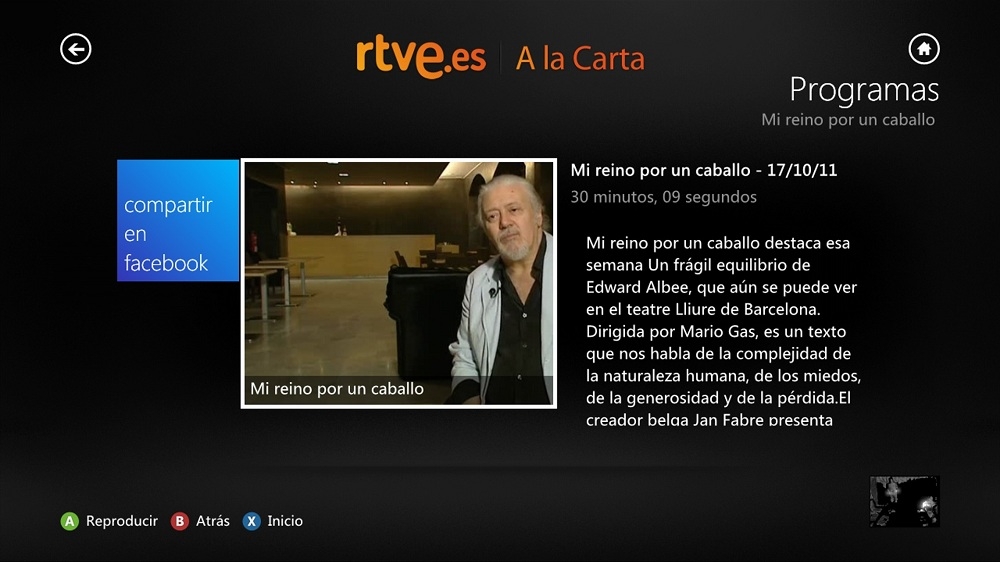 rtve.es | A la Carta
Programas
Mi reino por un caballo
compartir
en
facebook
Mi reino por un caballo
Mi reino por un caballo - 17/10/11
30 minutos, 09 segundos
Mi reino por un caballo destaca esa
semana Un frágil equilibrio de
Edward Albee, que aún se puede ver
en el teatre Lliure de Barcelona.
Dirigida por Mario Gas, es un texto
que nos habla de la complejidad de
la naturaleza humana, de los miedos,
de la generosidad y de la pérdida.El
creador belga Jan Fabre presenta
A Reproducir B Atrás X Inicio